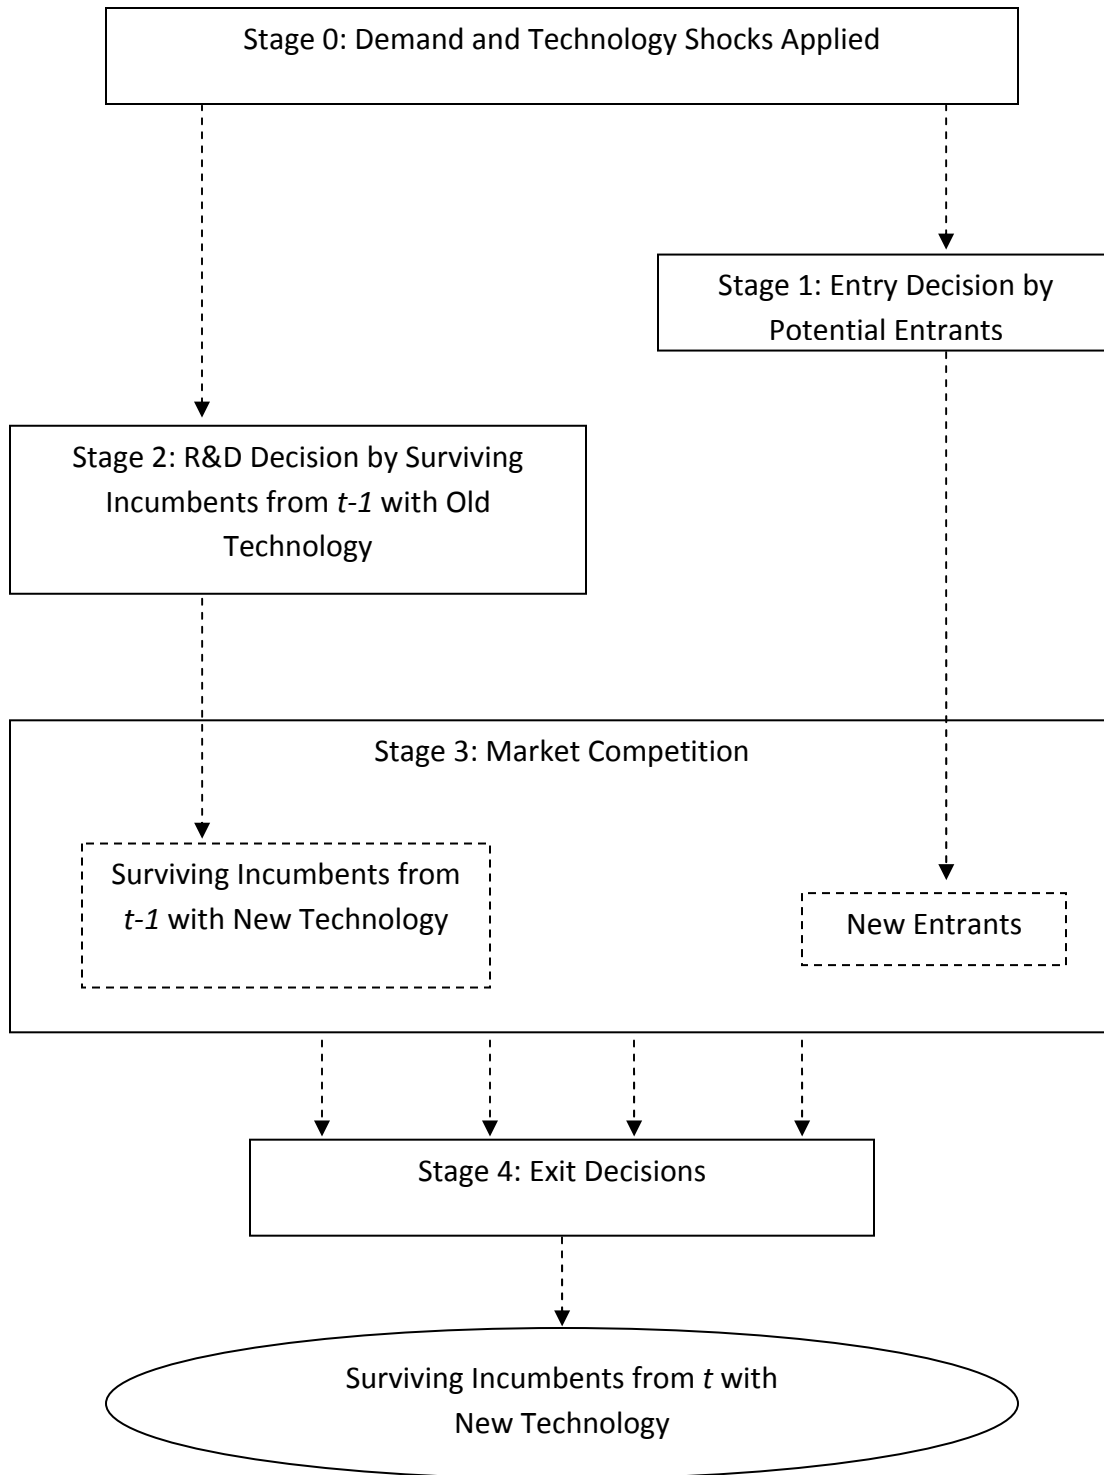 Stage 0: Demand and Technology Shocks Applied
Stage 1: Entry Decision by
Potential Entrants
Stage 2: R&D Decision by Surviving
Incumbents from t-1 with Old
Technology
Stage 3: Market Competition
Surviving Incumbents from
t-1 with New Technology
New Entrants
Stage 4: Exit Decisions
Surviving Incumbents from t with
New Technology